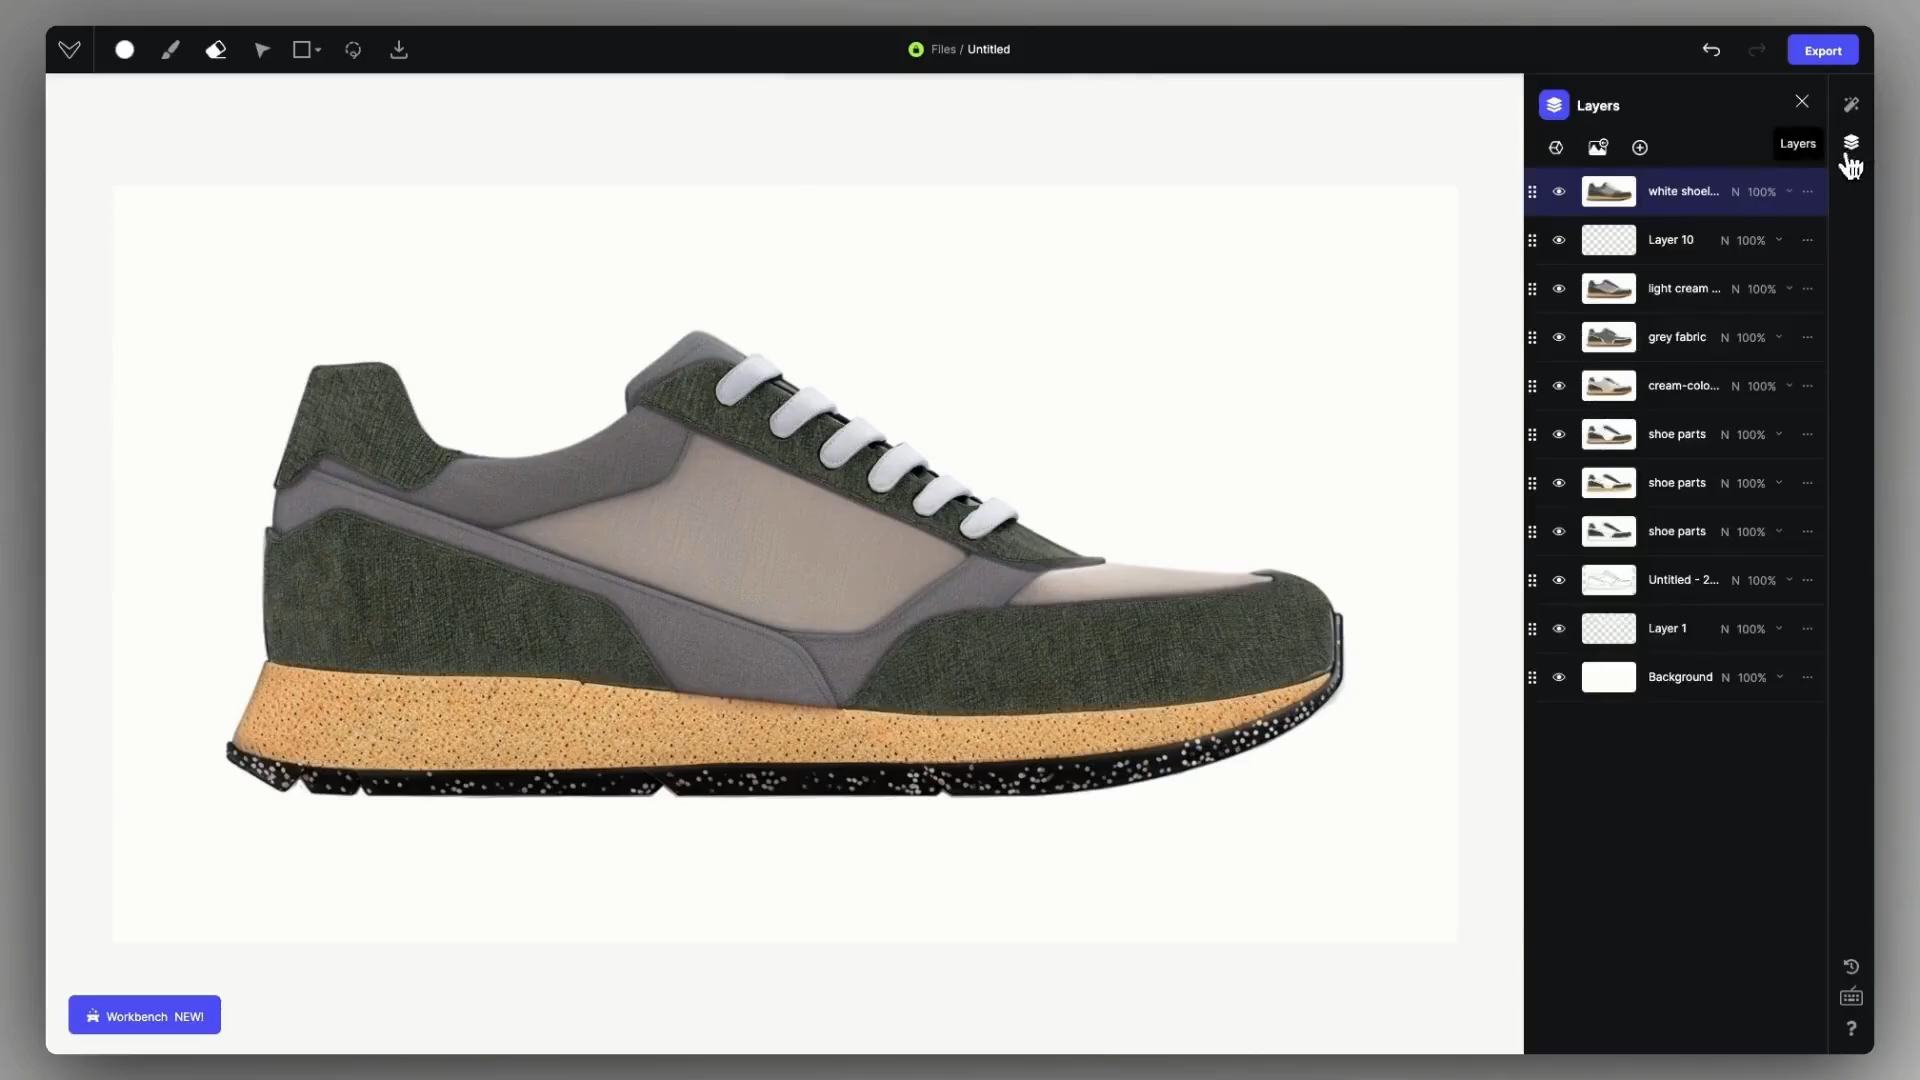 Files / Untitled
Export
Layers
Layers
white shoel... N 100%
Layer 10 N 100%
light cream ... N 100%
grey fabric N 100%
cream-colo... N 100%
shoe parts N 100%
shoe parts N 100%
shoe parts N 100%
Untitled - 2... N 100%
Layer 1 N 100%
Background N 100%
Workbench NEW!
?